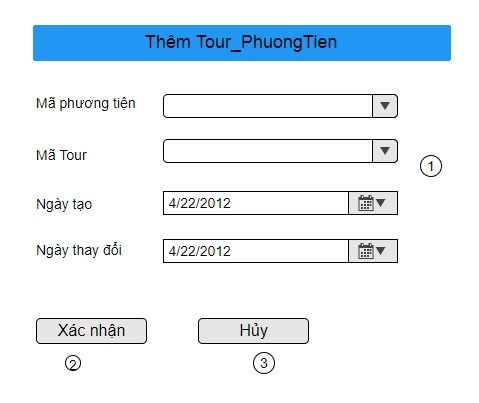 Thêm Tour_PhuongTien
Mã phương tiện
Mã Tour
1
Ngày tạo 4/22/2012
Ngày thay đổi 4/22/2012
Xác nhận Hủy
2 3